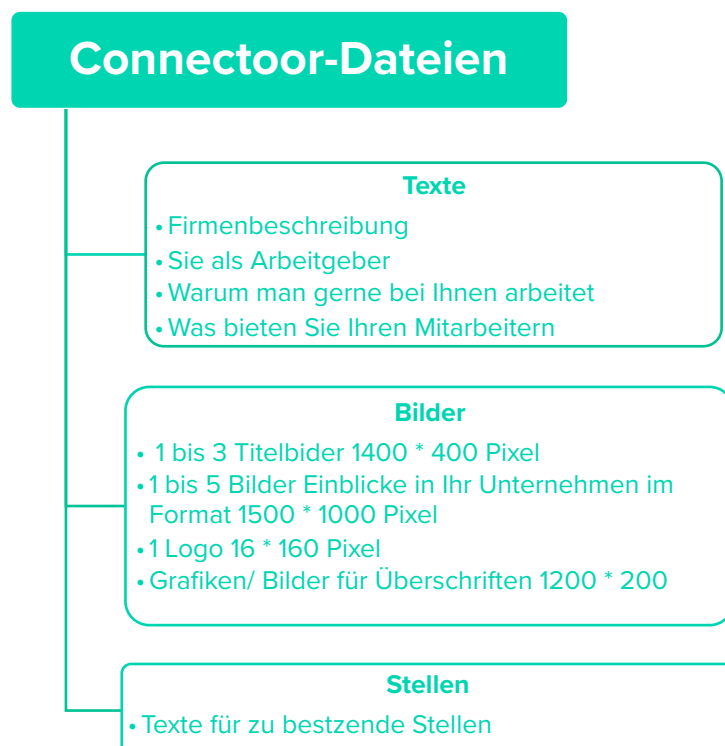 Connectoor-Dateien
Texte
• Firmenbeschreibung
• Sie als Arbeitgeber
• Warum man gerne bei Ihnen arbeitet
• Was bieten Sie Ihren Mitarbeitern
Bilder
• 1 bis 3 Titelbider 1400 * 400 Pixel
• 1 bis 5 Bilder Einblicke in Ihr Unternehmen im
Format 1500 * 1000 Pixel
• 1 Logo 16 * 160 Pixel
• Grafiken/ Bilder für Überschriften 1200 * 200
Stellen
• Texte für zu bestzende Stellen